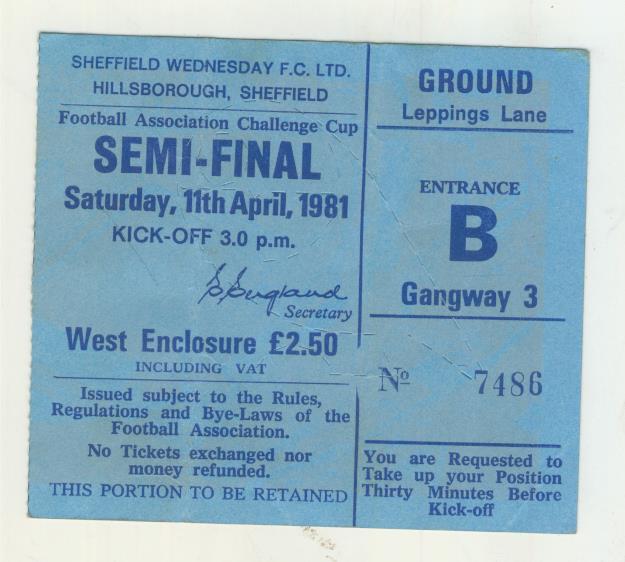 SHEFFIELD WEDNESDAY F.C. LTD.
HILLSBOROUGH, SHEFFIELD
Football Association Challenge Cup
SEMI-FINAL
Saturday, 11th April, 1981
KICK-OFF 3.0 p.m.
Secretary
West Enclosure £2.50
INCLUDING VAT
Issued subject to the Rules,
Regulations and Bye-Laws of the
Football Association.
No Tickets exchanged nor
money refunded.
THIS PORTION TO BE RETAINED
GROUND
Leppings Lane
ENTRANCE
B
Gangway 3
No 7486
You are Requested to
Take up your Position
Thirty Minutes Before
Kick-off